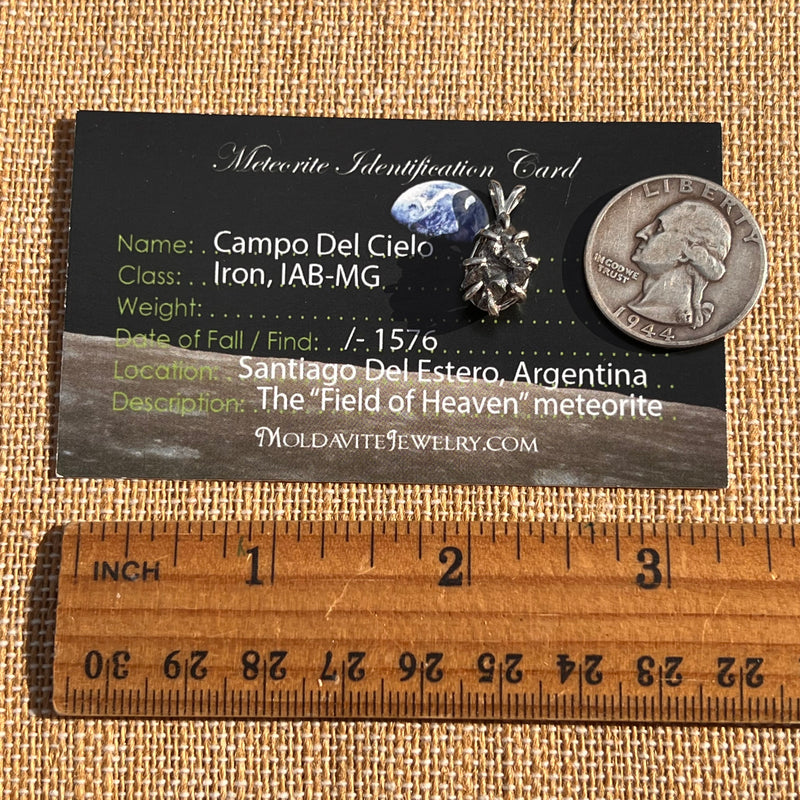 Meteorite Identification Card
Name: . Campo Del Cielo
Class: . . Iron, IAB-MG
Weight: . . . . . . . . . . . . . . . . . . . . . . . . . . . . . .
Date of Fall / Find: . . /- 1576 . . . . . . . . . . . .
Location: . . Santiago Del Estero, Argentina . .
Description: . . The "Field of Heaven" meteorite
MOLDAVITEJEWELRY.COM
LIBERTY
IN GOD WE
TRUST
1944
INCH 1 2 3
30 29 28 27 26 25 24 23 22